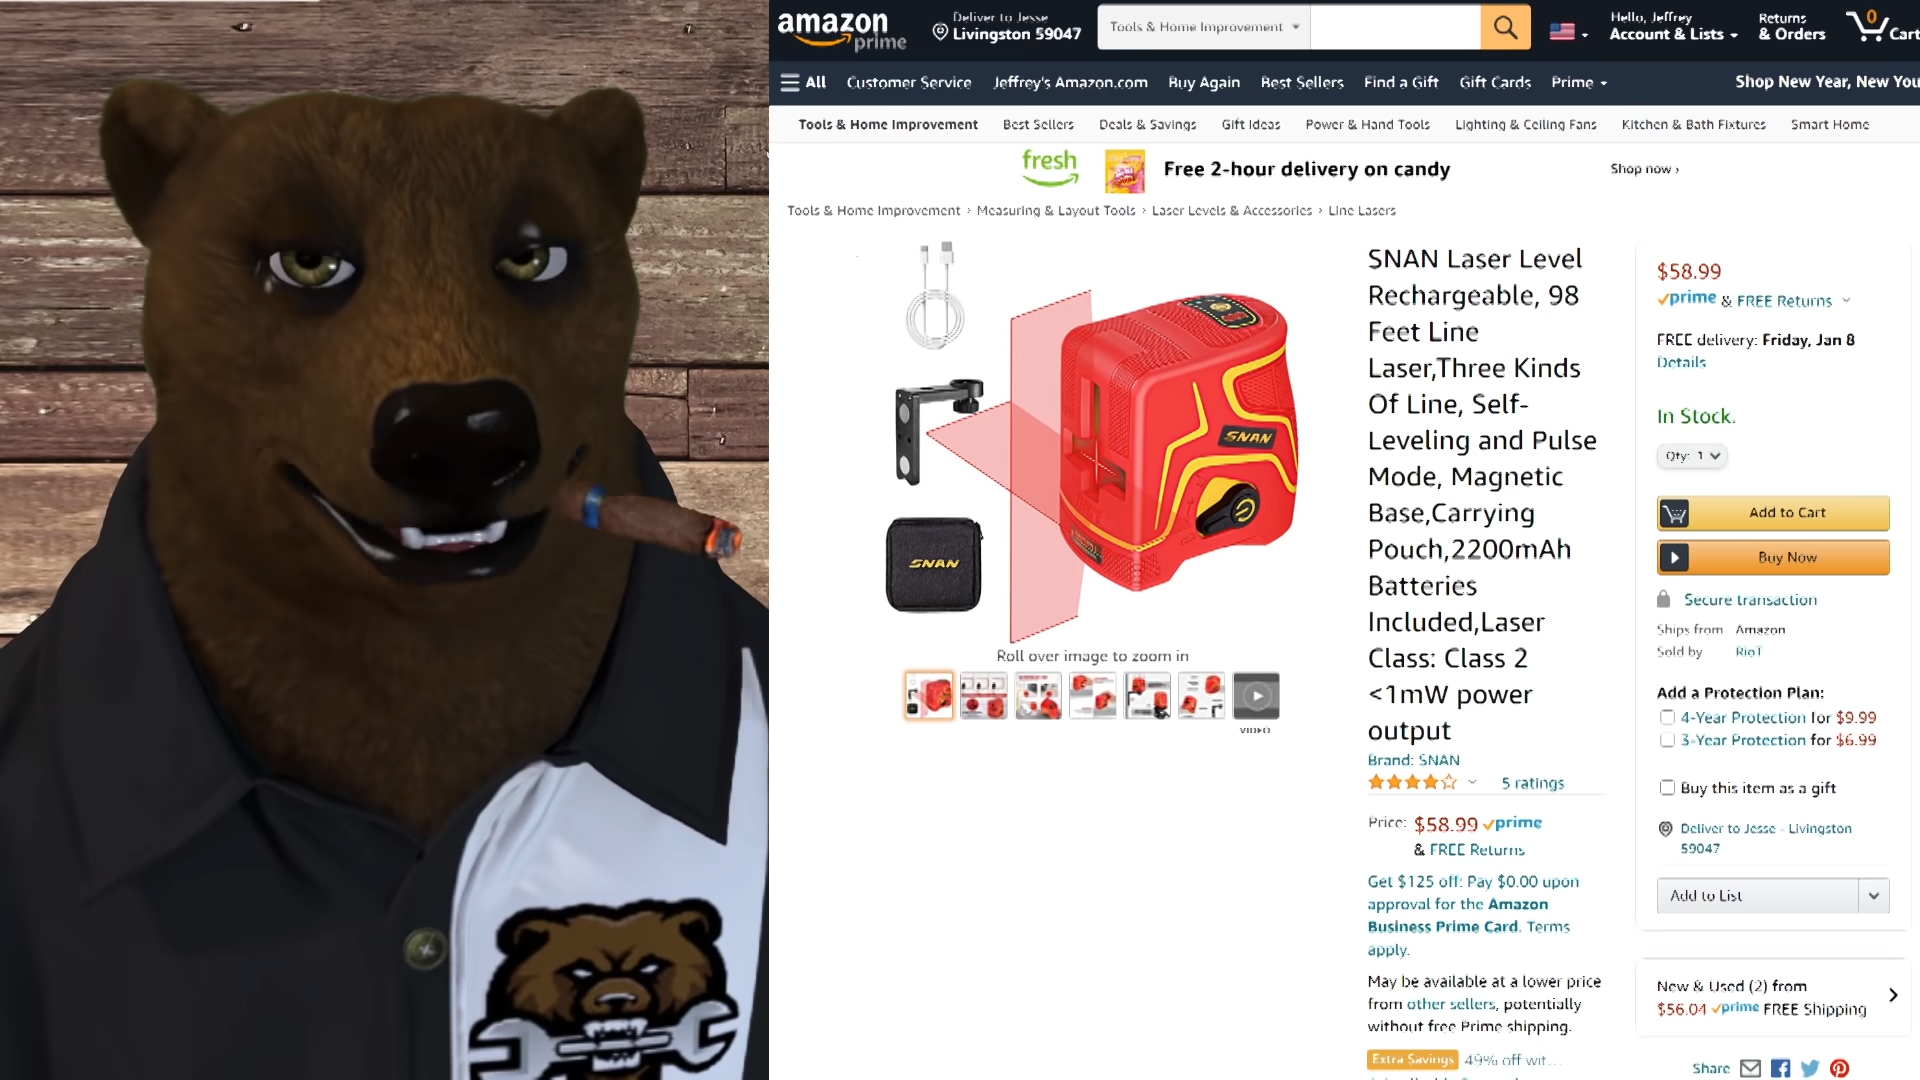 amazon
prime
Deliver to Jesse
Livingston 59047
Tools & Home Improvement
Hello, Jeffrey
Account & Lists
Returns
& Orders
0
Cart
All
Customer Service
Jeffrey's Amazon.com
Buy Again
Best Sellers
Find a Gift
Gift Cards
Prime
Shop New Year, New You
Tools & Home Improvement
Best Sellers
Deals & Savings
Gift Ideas
Power & Hand Tools
Lighting & Ceiling Fans
Kitchen & Bath Fixtures
Smart Home
fresh
Free 2-hour delivery on candy
Shop now ›
Tools & Home Improvement › Measuring & Layout Tools › Laser Levels & Accessories › Line Lasers
SNAN
SNAN
Roll over image to zoom in
VIDEO
SNAN Laser Level
Rechargeable, 98
Feet Line
Laser,Three Kinds
Of Line, Self-
Leveling and Pulse
Mode, Magnetic
Base,Carrying
Pouch,2200mAh
Batteries
Included,Laser
Class: Class 2
<1mW power
output
Brand: SNAN
5 ratings
Price: $58.99 prime
& FREE Returns
Get $125 off: Pay $0.00 upon
approval for the Amazon
Business Prime Card. Terms
apply.
May be available at a lower price
from other sellers, potentially
without free Prime shipping.
Extra Savings 49% off wit...
$58.99
prime & FREE Returns
FREE delivery: Friday, Jan 8
Details
In Stock.
Qty: 1
Add to Cart
Buy Now
Secure transaction
Ships from Amazon
Sold by RioT
Add a Protection Plan:
4-Year Protection for $9.99
3-Year Protection for $6.99
Buy this item as a gift
Deliver to Jesse - Livingston
59047
Add to List
New & Used (2) from
$56.04 prime FREE Shipping
Share